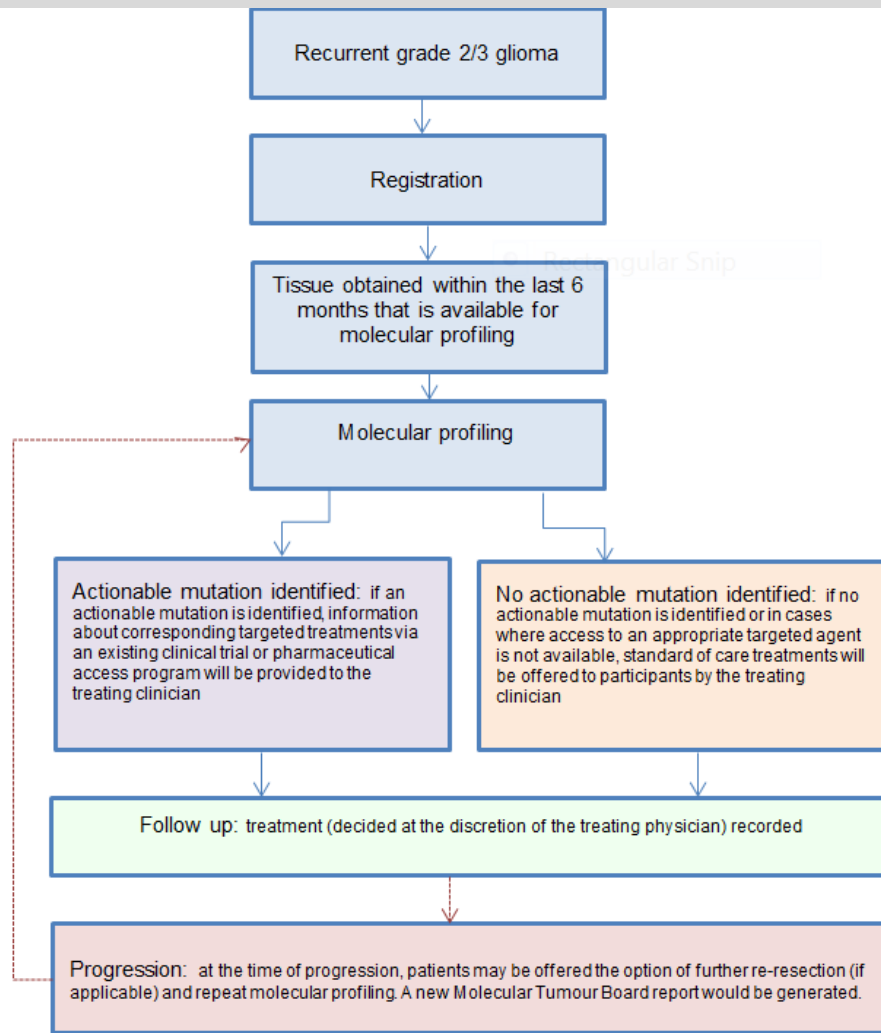 Recurrent grade 2/3 glioma
Registration
Rectangular Snip
Tissue obtained within the last 6
months that is available for
molecular profiling
Molecular profiling
Actionable mutation identified: if an
actionable mutation is identified, information
about corresponding targeted treatments via
an existing clinical trial or pharmaceutical
access program will be provided to the
treating clinician
No actionable mutation identified: if no
actionable mutation is identified or in cases
where access to an appropriate targeted agent
is not available, standard of care treatments will
be offered to participants by the treating
clinician
Follow up: treatment (decided at the discretion of the treating physician) recorded
Progression: at the time of progression, patients may be offered the option of further re-resection (if
applicable) and repeat molecular profiling. A new Molecular Tumour Board report would be generated.